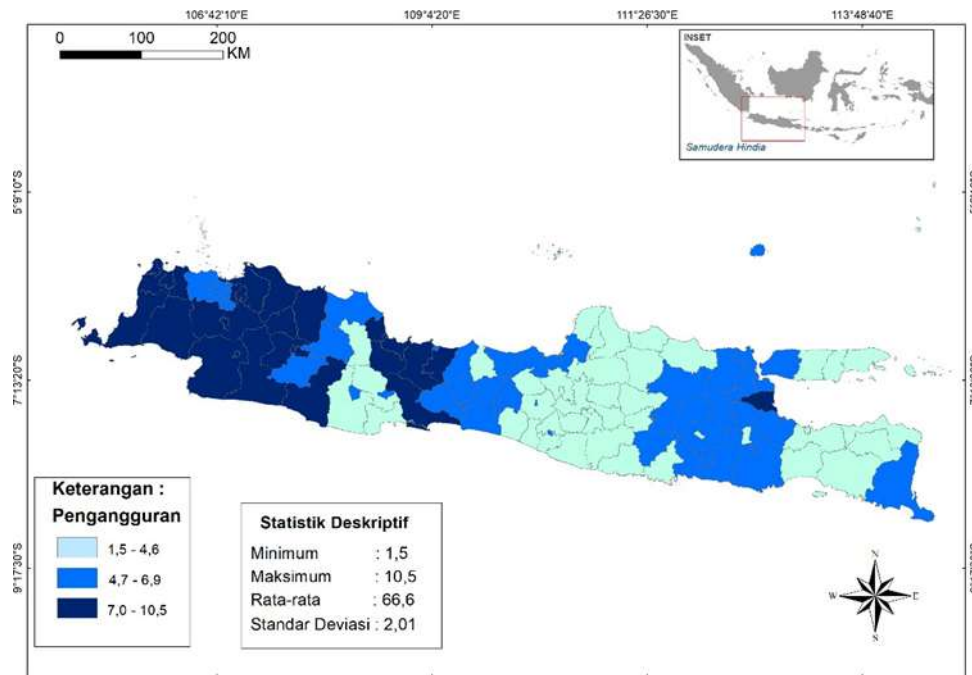 106°42'10"E 109°4'20"E 111°26'30"E 113°48'40"E
0 100 200
KM
INSET
Samudera Hindia
5°9'10"S
7°13'20"S
9°17'30"S
Keterangan :
Pengangguran
1,5 - 4,6
4,7 - 6,9
7,0 - 10,5
Statistik Deskriptif
Minimum : 1,5
Maksimum : 10,5
Rata-rata : 66,6
Standar Deviasi : 2,01
N
W E
S